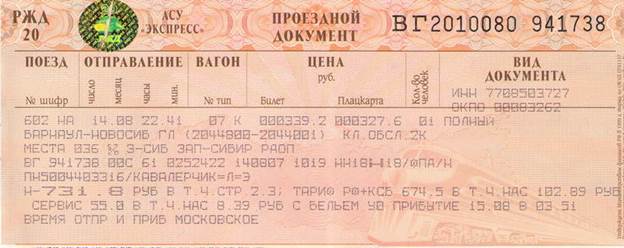 РЖД АСУ ПРОЕЗДНОЙ ВГ2010080 941738
20 "ЭКСПРЕСС" ДОКУМЕНТ
ПОЕЗД ОТПРАВЛЕНИЕ ВАГОН ЦЕНА Кол-во человек ВИД ДОКУМЕНТА
№ шифр число месяц часы мин. № тип Билет руб. Плацкарта
ИНН 7708503727
ОКПО 00083262
602 НА 14.08 22.41 07 К 000339.2 000327.6 01 ПОЛНЫЙ
БАРНАУЛ-НОВОСИБ ГЛ (2044800-2044001) КЛ.ОБСЛ.2К
МЕСТА 036 З-СИБ ЗАП-СИБИР РАОП
ВГ 941738 00С 61 0252422 140807 1019
ПН5004403316/КАВАЛЕРЧИК=Л=Э
Н-731.8 РУБ В Т.Ч.СТР 2.3; ТАРИФ РФ+КСБ 674.5 В Т.Ч.НДС 102.89 РУБ
СЕРВИС 55.0 В Т.Ч.НДС 8.39 РУБ С БЕЛЬЕМ УО ПРИБЫТИЕ 15.08 В 03.51
ВРЕМЯ ОТПР И ПРИБ МОСКОВСКОЕ